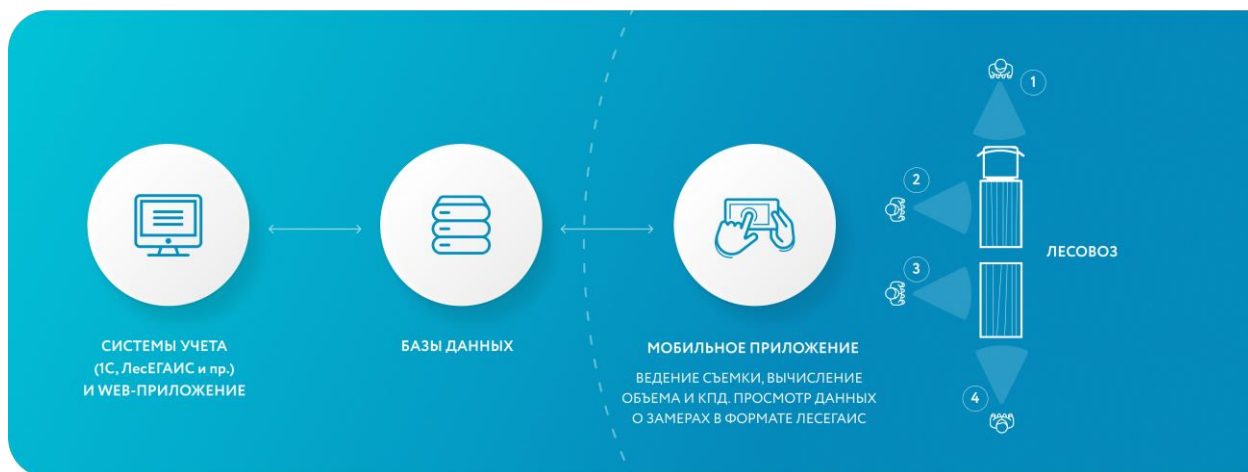 СИСТЕМЫ УЧЕТА
(1С, ЛесЕГАИС и пр.)
И WEB-ПРИЛОЖЕНИЕ
БАЗЫ ДАННЫХ
МОБИЛЬНОЕ ПРИЛОЖЕНИЕ
ВЕДЕНИЕ СЪЕМКИ, ВЫЧИСЛЕНИЕ
ОБЪЕМА И КПД. ПРОСМОТР ДАННЫХ
О ЗАМЕРАХ В ФОРМАТЕ ЛЕСЕГАИС
1
2
3
4
ЛЕСОВОЗ